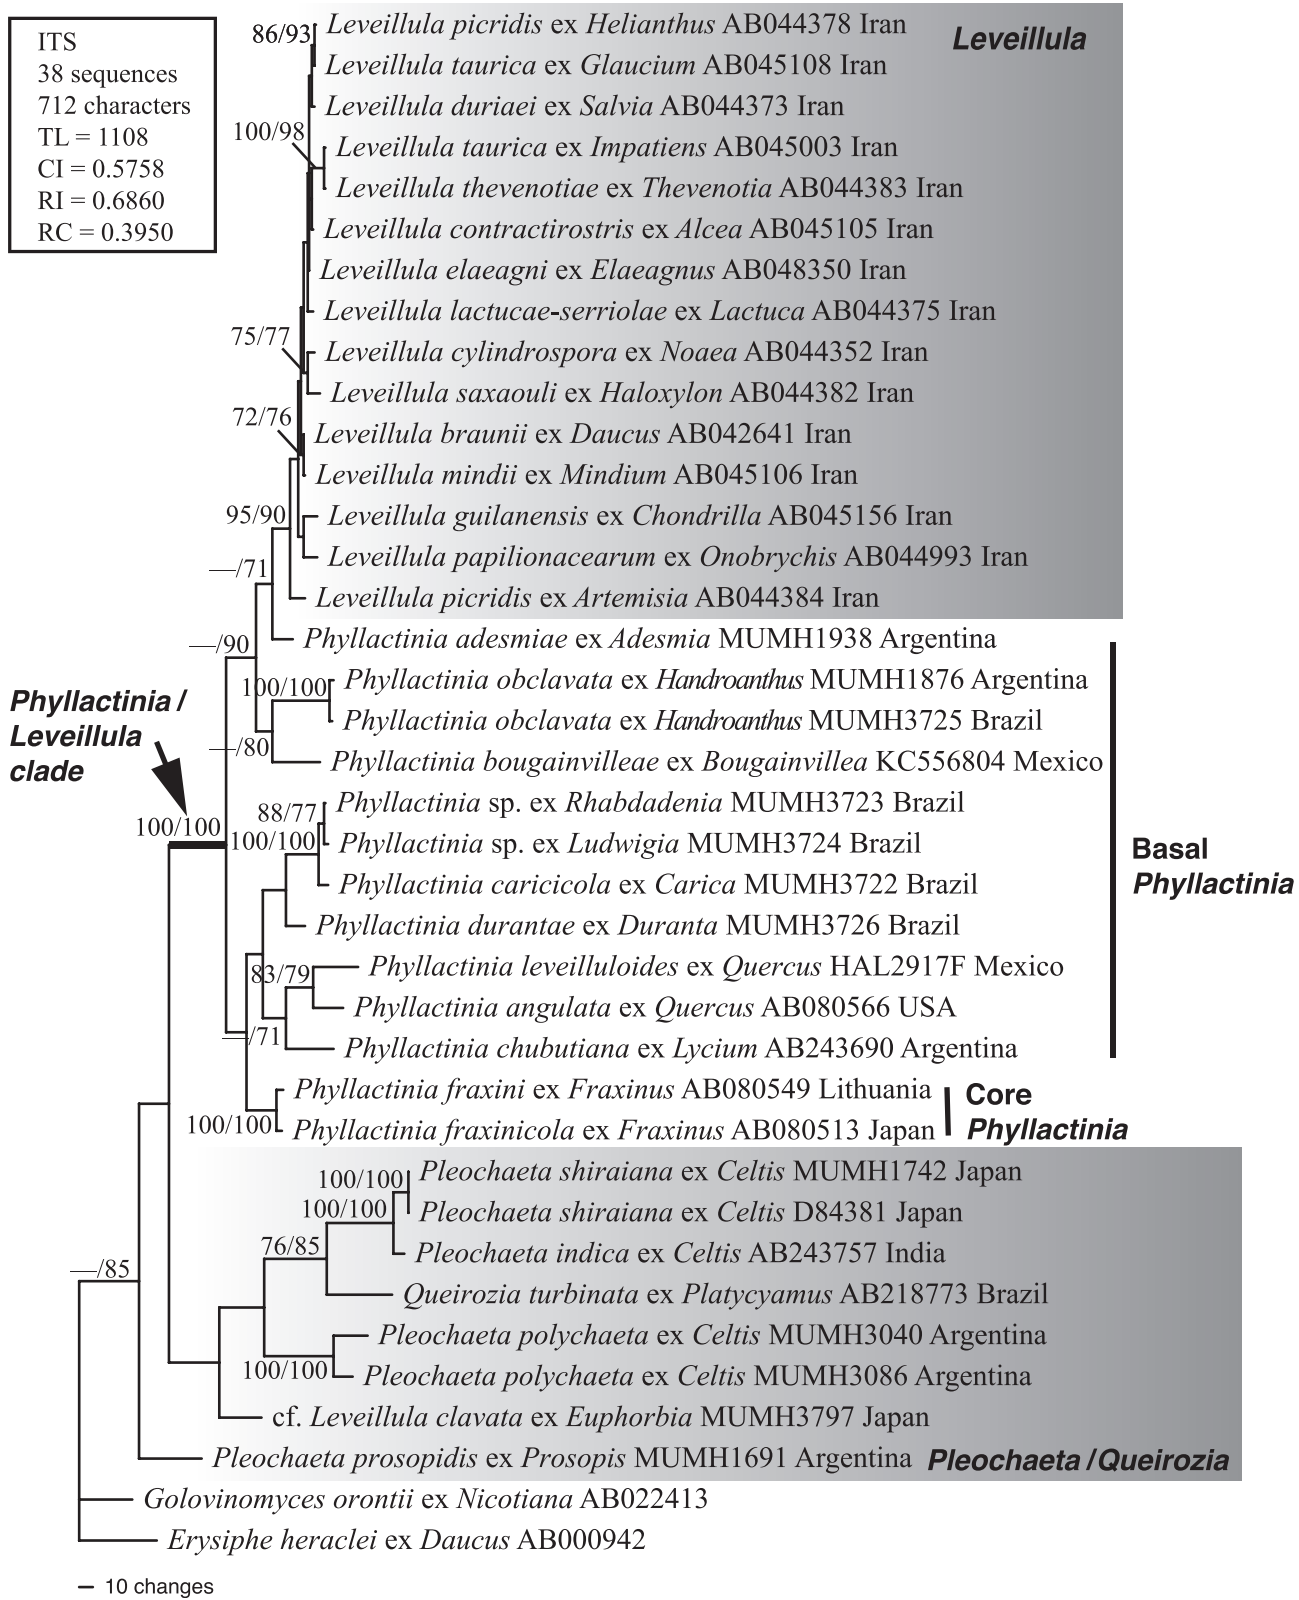 ITS
38 sequences
712 characters
TL = 1108
CI = 0.5758
RI = 0.6860
RC = 0.3950
Leveillula
86/93
Leveillula picridis ex Helianthus AB044378 Iran
Leveillula taurica ex Glaucium AB045108 Iran
Leveillula duriaei ex Salvia AB044373 Iran
100/98
Leveillula taurica ex Impatiens AB045003 Iran
Leveillula thevenotiae ex Thevenotia AB044383 Iran
Leveillula contractirostris ex Alcea AB045105 Iran
Leveillula elaeagni ex Elaeagnus AB048350 Iran
Leveillula lactucae-serriolae ex Lactuca AB044375 Iran
75/77
Leveillula cylindrospora ex Noaea AB044352 Iran
Leveillula saxaouli ex Haloxylon AB044382 Iran
72/76
Leveillula braunii ex Daucus AB042641 Iran
Leveillula mindii ex Mindium AB045106 Iran
95/90
Leveillula guilanensis ex Chondrilla AB045156 Iran
Leveillula papilionacearum ex Onobrychis AB044993 Iran
—/71
Leveillula picridis ex Artemisia AB044384 Iran
—/90
Phyllactinia adesmiae ex Adesmia MUMH1938 Argentina
100/100
Phyllactinia obclavata ex Handroanthus MUMH1876 Argentina
Phyllactinia obclavata ex Handroanthus MUMH3725 Brazil
—/80
Phyllactinia bougainvilleae ex Bougainvillea KC556804 Mexico
Phyllactinia /
Leveillula
clade
100/100
88/77
Phyllactinia sp. ex Rhabdadenia MUMH3723 Brazil
100/100
Phyllactinia sp. ex Ludwigia MUMH3724 Brazil
Phyllactinia caricicola ex Carica MUMH3722 Brazil
Basal
Phyllactinia
Phyllactinia durantae ex Duranta MUMH3726 Brazil
83/79
Phyllactinia leveilluloides ex Quercus HAL2917F Mexico
Phyllactinia angulata ex Quercus AB080566 USA
—/71
Phyllactinia chubutiana ex Lycium AB243690 Argentina
Phyllactinia fraxini ex Fraxinus AB080549 Lithuania
100/100
Phyllactinia fraxinicola ex Fraxinus AB080513 Japan
Core
Phyllactinia
100/100
Pleochaeta shiraiana ex Celtis MUMH1742 Japan
100/100
Pleochaeta shiraiana ex Celtis D84381 Japan
76/85
Pleochaeta indica ex Celtis AB243757 India
—/85
Queirozia turbinata ex Platycyamus AB218773 Brazil
Pleochaeta polychaeta ex Celtis MUMH3040 Argentina
100/100
Pleochaeta polychaeta ex Celtis MUMH3086 Argentina
cf. Leveillula clavata ex Euphorbia MUMH3797 Japan
Pleochaeta prosopidis ex Prosopis MUMH1691 Argentina
Pleochaeta / Queirozia
Golovinomyces orontii ex Nicotiana AB022413
Erysiphe heraclei ex Daucus AB000942
10 changes